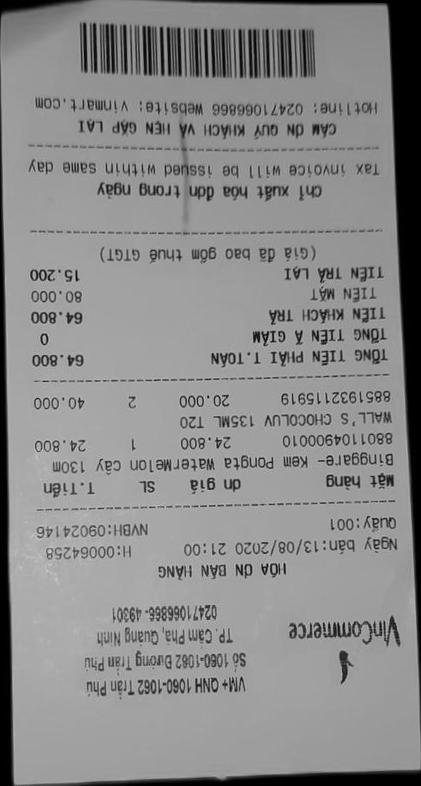 VinCommerce
VM+ QNH 1060-1062 Trần Phú
Số 1060-1062 Đường Trần Phú
TP. Cẩm Phả, Quảng Ninh
02471066866-49301
HÓA ĐN BÁN HÀNG
Ngày bán:13/08/2020 21:00 H:00064258
Quầy:001 NVBH:09024146
Mặt hàng đn giá SL T.Tiền
Binggare- Kem Pongta Watermelon cây 130m
8801104900010 24.800 1 24.800
WALL'S CHOCOLUV 135ML T20
8851932115919 20.000 2 40.000
TỔNG TIỀN PHẢI T.TOÁN 64.800
TỔNG TIỀN Ã GIẢM 0
TIỀN KHÁCH TRẢ 64.800
TIỀN MẶT 80.000
TIỀN TRẢ LẠI 15.200
(Giá đã bao gồm thuế GTGT)
Chỉ xuất hóa đơn trong ngày
Tax invoice will be issued within same day
CẢM ĐN QUÝ KHÁCH VÀ HẸN GẶP LẠI
Hotline: 02471066866 Website: vinmart.com